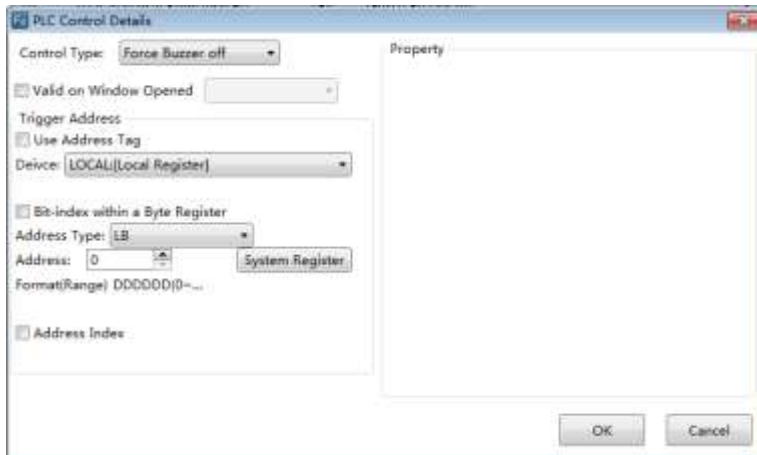 PLC Control Details
Control Type: Force Buzzer off
Property
Valid on Window Opened
Trigger Address
Use Address Tag
Deivce: LOCAL:[Local Register]
Bit-index within a Byte Register
Address Type: LB
Address: 0 System Register
Format(Range) DDDDDD(0~...
Address Index
OK Cancel